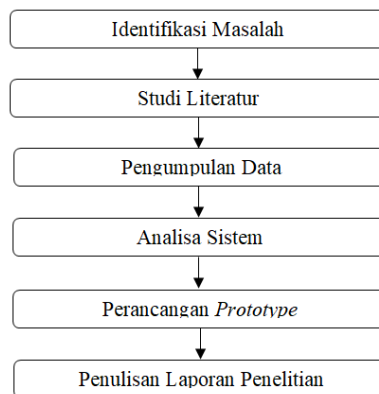 Identifikasi Masalah
Studi Literatur
Pengumpulan Data
Analisa Sistem
Perancangan Prototype
Penulisan Laporan Penelitian